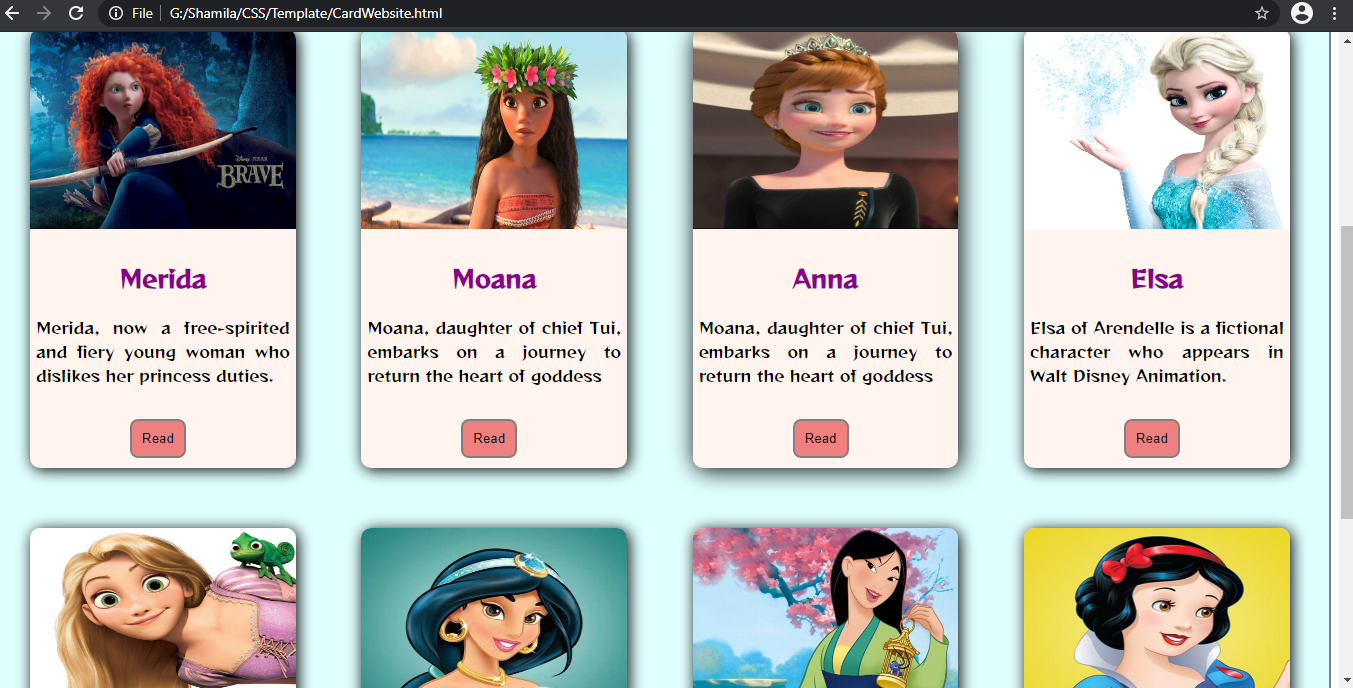 File G:/Shamila/CSS/Template/CardWebsite.html
Disney PIXAR
BRAVE
Merida
Merida, now a free-spirited
and fiery young woman who
dislikes her princess duties.
Read
Moana
Moana, daughter of chief Tui,
embarks on a journey to
return the heart of goddess
Read
Anna
Moana, daughter of chief Tui,
embarks on a journey to
return the heart of goddess
Read
Elsa
Elsa of Arendelle is a fictional
character who appears in
Walt Disney Animation.
Read